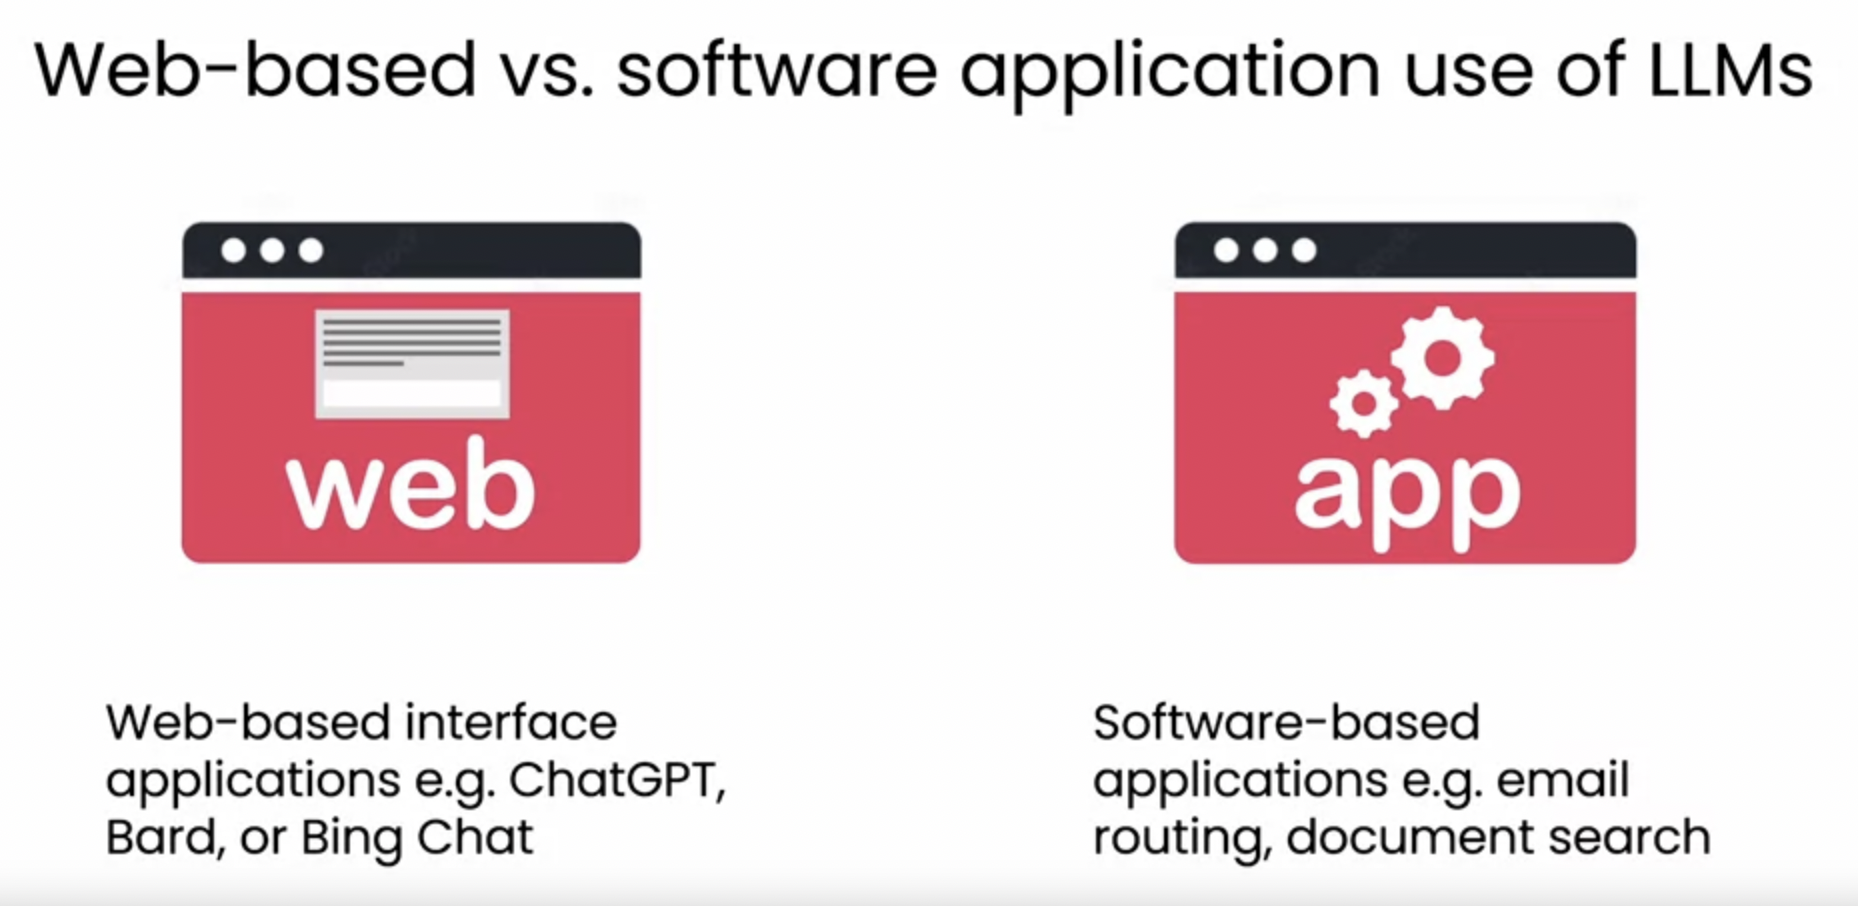 Web-based vs. software application use of LLMs
web
app
Web-based interface
applications e.g. ChatGPT,
Bard, or Bing Chat
Software-based
applications e.g. email
routing, document search